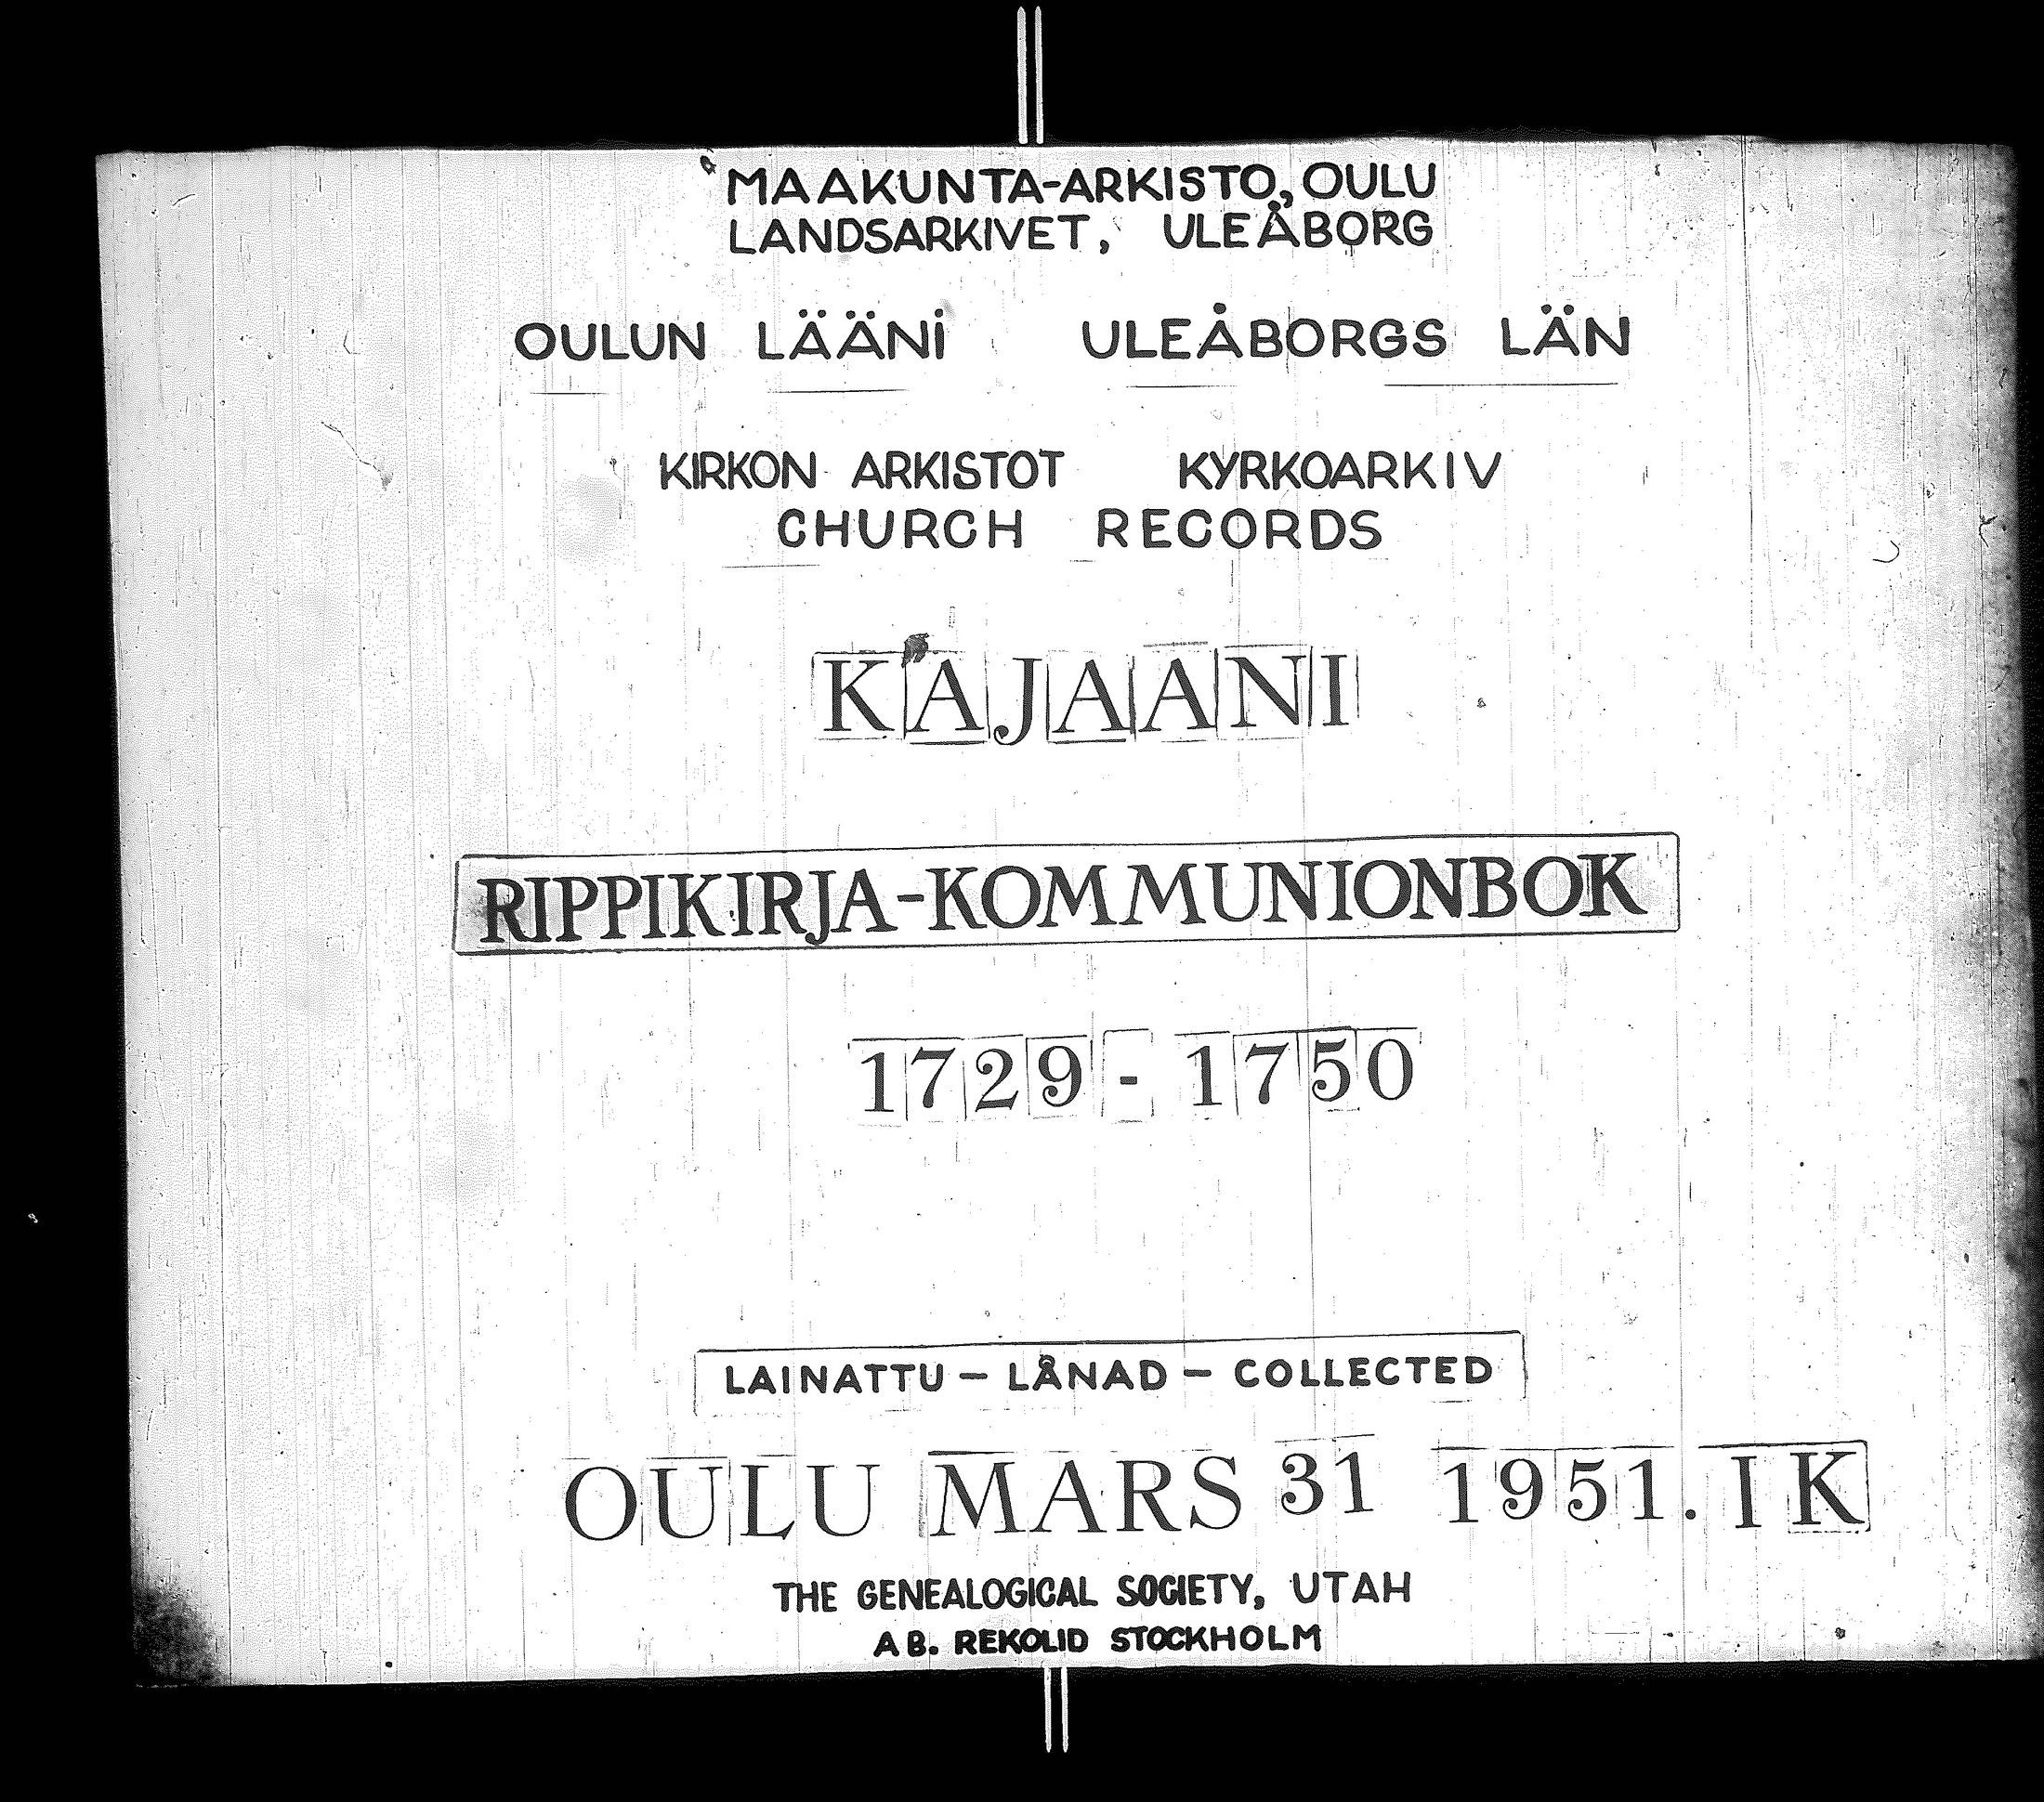 MAAKUNTA-ARKISTO, OULU
LANDSARKIVET, ULEÅBORG
OULUN LÄÄNI ULEÅBORGS LÄN
KIRKON ARKISTOT KYRKOARKIV
CHURCH RECORDS
KAJAANI
RIPPIKIRJA-KOMMUNIONBOK
1729 - 1750
LAINATTU - LÅNAD - COLLECTED
OULU MARS 31 1951. IK
THE GENEALOGICAL SOCIETY, UTAH
AB. REKOLID STOCKHOLM